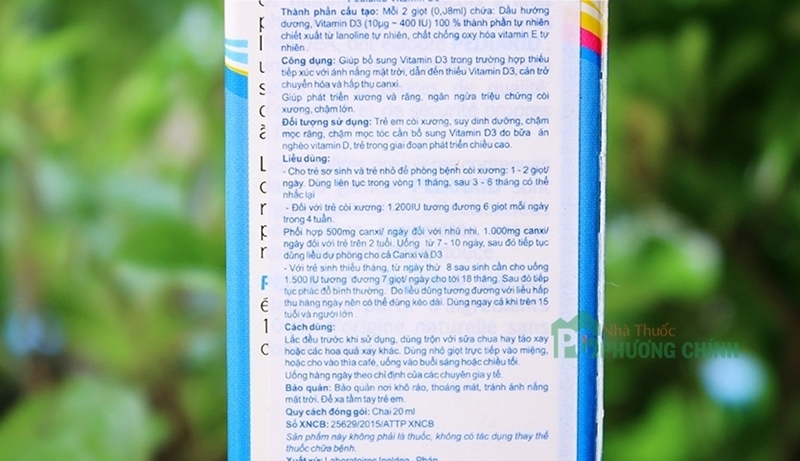 Thành phần cấu tạo: Mỗi 2 giọt (0,08ml) chứa: Dầu hướng
dương, Vitamin D3 (10µg ~ 400 IU) 100 % thành phần tự nhiên
chiết xuất từ lanoline tự nhiên, chất chống oxy hóa vitamin E tự
nhiên
Công dụng: Giúp bổ sung Vitamin D3 trong trường hợp thiếu
tiếp xúc với ánh nắng mặt trời, dẫn đến thiếu Vitamin D3, cản trở
chuyển hóa và hấp thụ canxi.
Giúp phát triển xương và răng, ngăn ngừa triệu chứng còi
xương, chậm lớn.
Đối tượng sử dụng: Trẻ em còi xương, suy dinh dưỡng, chậm
mọc răng, chậm mọc tóc cần bổ sung Vitamin D3 do bữa ăn
nghèo vitamin D, trẻ trong giai đoạn phát triển chiều cao.
Liều dùng:
- Cho trẻ sơ sinh và trẻ nhỏ để phòng bệnh còi xương: 1 - 2 giọt/
ngày. Dùng liên tục trong vòng 1 tháng, sau 3 - 6 tháng có thể
nhắc lại
- Đối với trẻ còi xương: 1.200IU tương đương 6 giọt mỗi ngày
trong 4 tuần.
Phối hợp 500mg canxi/ ngày đối với nhũ nhi, 1.000mg canxi/
ngày đối với trẻ trên 2 tuổi. Uống từ 7 - 10 ngày, sau đó tiếp tục
dùng liều dự phòng cho cả Canxi và D3
- Với trẻ sinh thiếu tháng, từ ngày thứ 8 sau sinh cần cho uống
1.500 IU tương đương 7 giọt/ ngày cho tới 18 tháng. Sau đó tiếp
tục phác đồ bình thường. Do liều dùng tương đương với liều hấp
thu hàng ngày nên có thể dùng kéo dài. Dùng ngay cả khi trên 15
tuổi và người lớn.
Cách dùng:
Lắc đều trước khi sử dụng, dùng trộn với sữa chua hay táo xay
hoặc các hoa quả xay khác. Dùng nhỏ giọt trực tiếp vào miệng,
hoặc cho vào thìa café, uống vào buổi sáng hoặc chiều tối.
Uống hàng ngày theo chỉ định của các chuyên gia y tế.
Bảo quản: Bảo quản nơi khô ráo, thoáng mát, tránh ánh nắng
mặt trời. Để xa tầm tay trẻ em.
Quy cách đóng gói: Chai 20 ml
Số XNCB: 25629/2015/ATTP XNCB
Sản phẩm này không phải là thuốc, không có tác dụng thay thế
thuốc chữa bệnh.
Xuất xứ: Laboratoires Ineldea - Pháp
Nhà Thuốc
PHƯƠNG CHÍNH